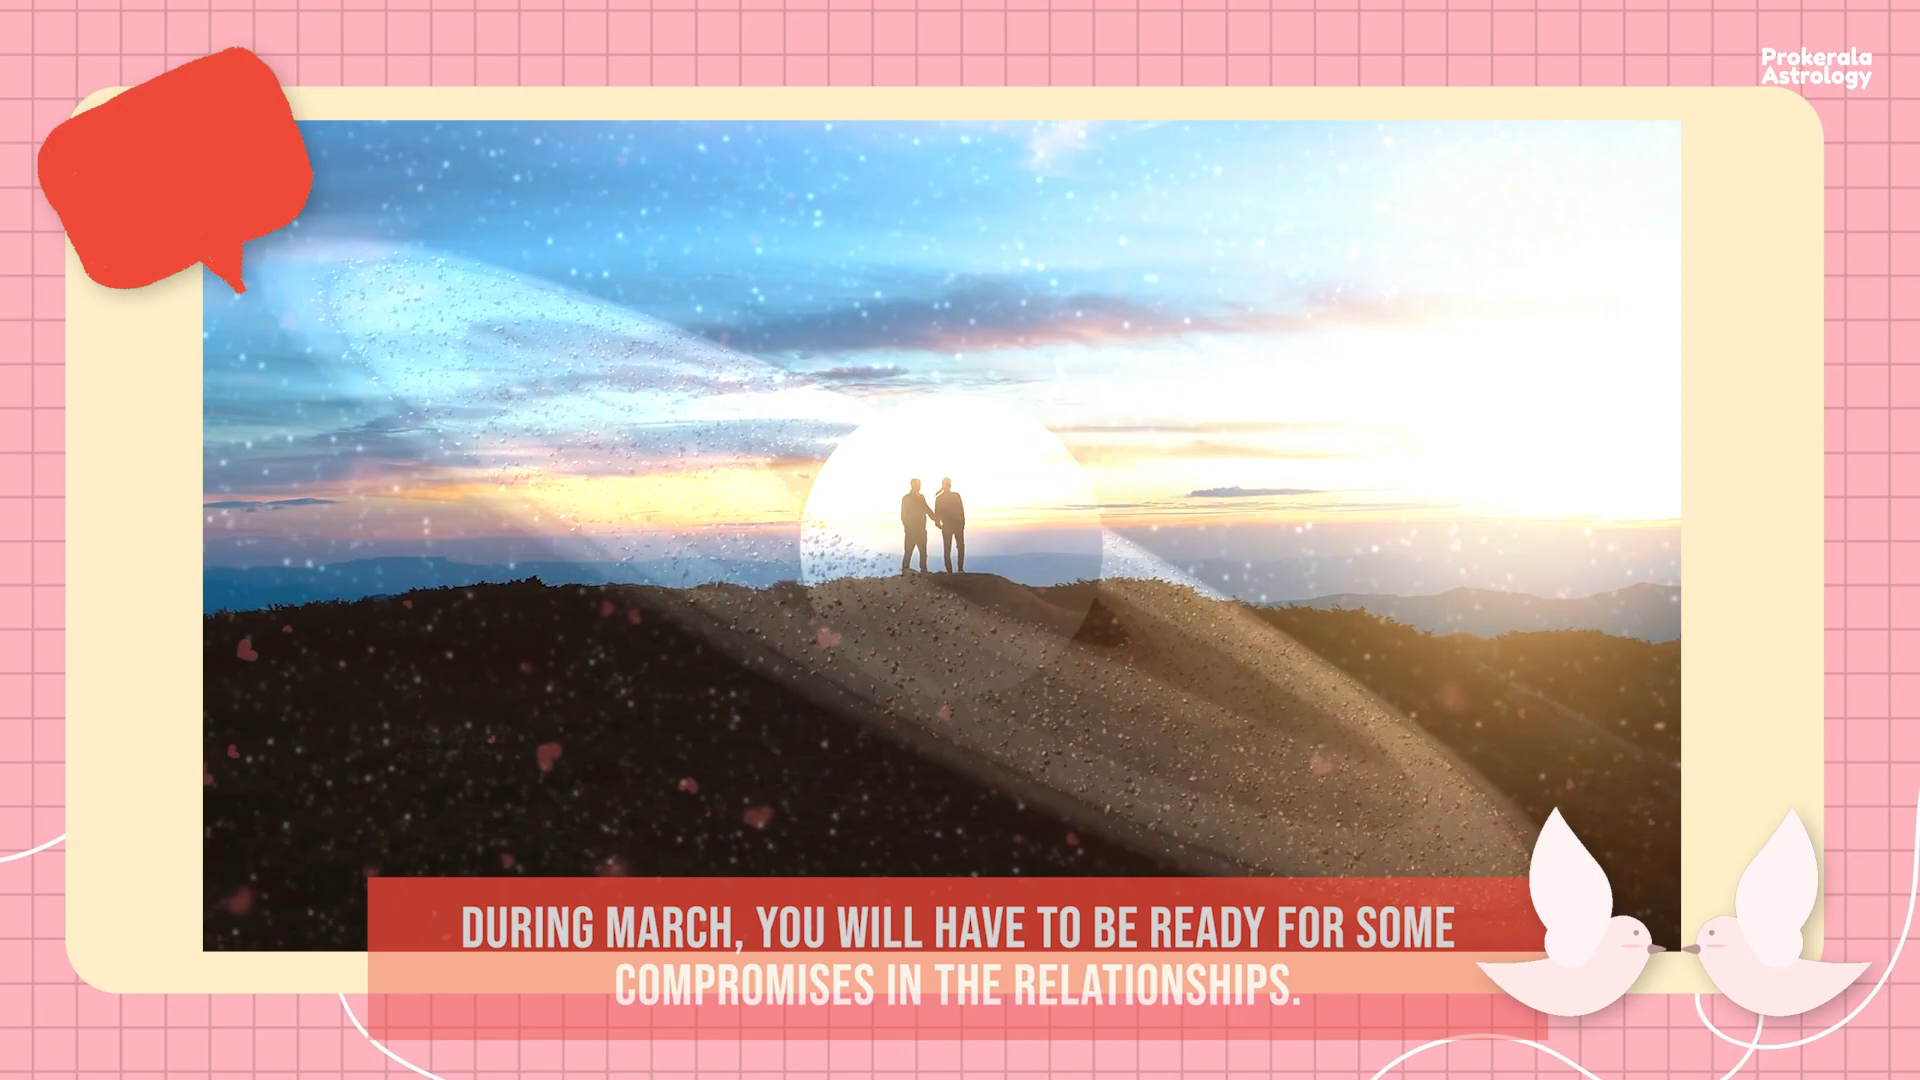 Prokerala
Astrology
DURING MARCH, YOU WILL HAVE TO BE READY FOR SOME
COMPROMISES IN THE RELATIONSHIPS.